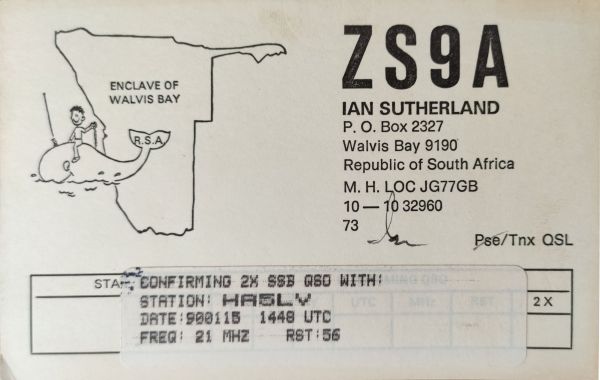 ENCLAVE OF
WALVIS BAY
R.S.A
ZS9A
IAN SUTHERLAND
P. O. Box 2327
Walvis Bay 9190
Republic of South Africa
M. H. LOC JG77GB
10 — 10 32960
73
Pse/Tnx QSL
STA
CONFIRMING 2X SSB QSO WITH:
STATION: HA5LV
DATE:900115 1448 UTC
FREQ: 21 MHZ RST:56
UTC MHz RST 2 X